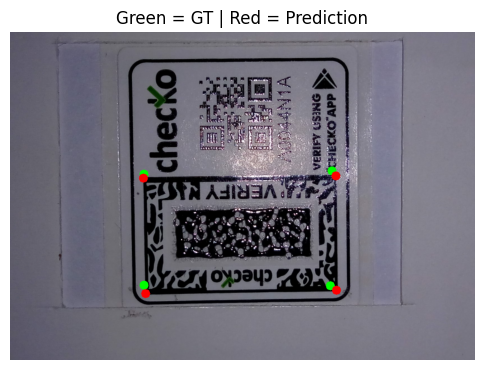 Green = GT | Red = Prediction
checko
VERIFY USING
CHECKO APP
VERIFY
checko